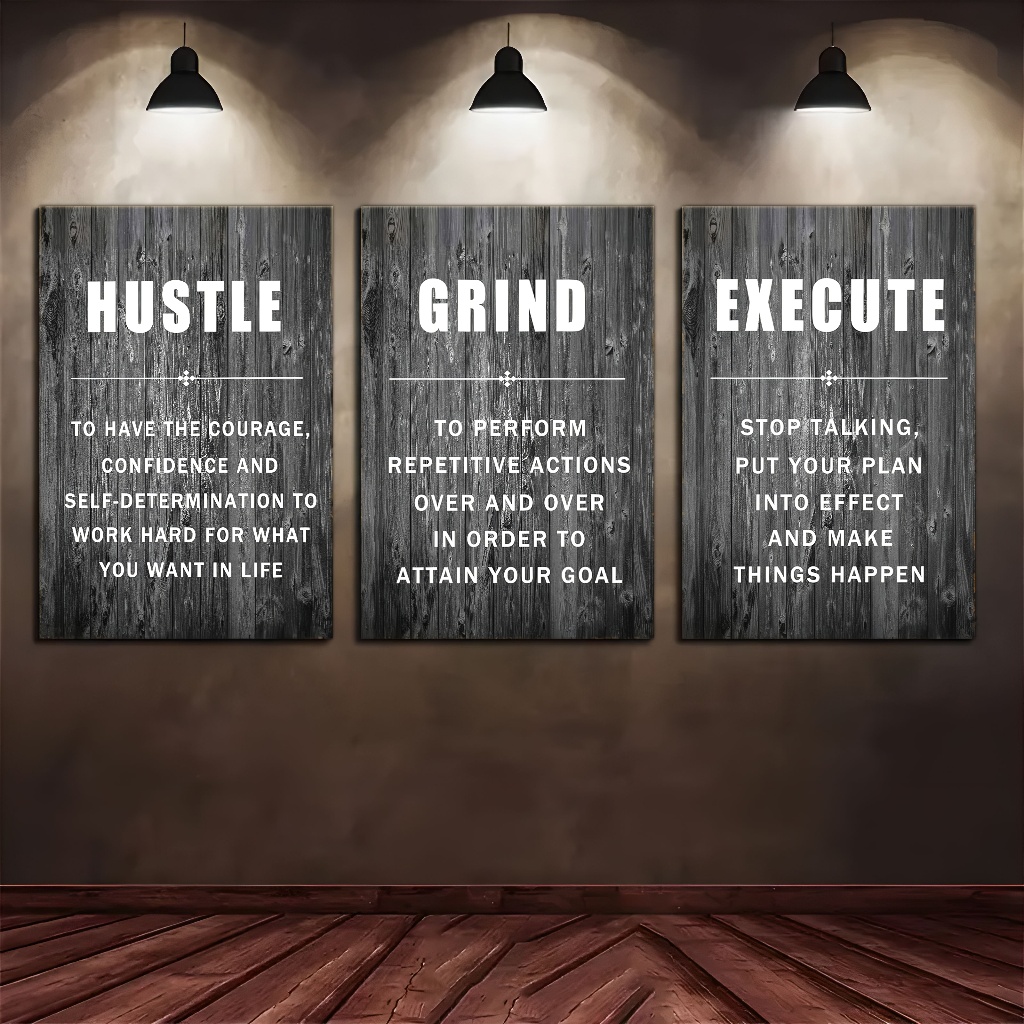 HUSTLE
TO HAVE THE COURAGE,
CONFIDENCE AND
SELF-DETERMINATION TO
WORK HARD FOR WHAT
YOU WANT IN LIFE
GRIND
TO PERFORM
REPETITIVE ACTIONS
OVER AND OVER
IN ORDER TO
ATTAIN YOUR GOAL
EXECUTE
STOP TALKING,
PUT YOUR PLAN
INTO EFFECT
AND MAKE
THINGS HAPPEN